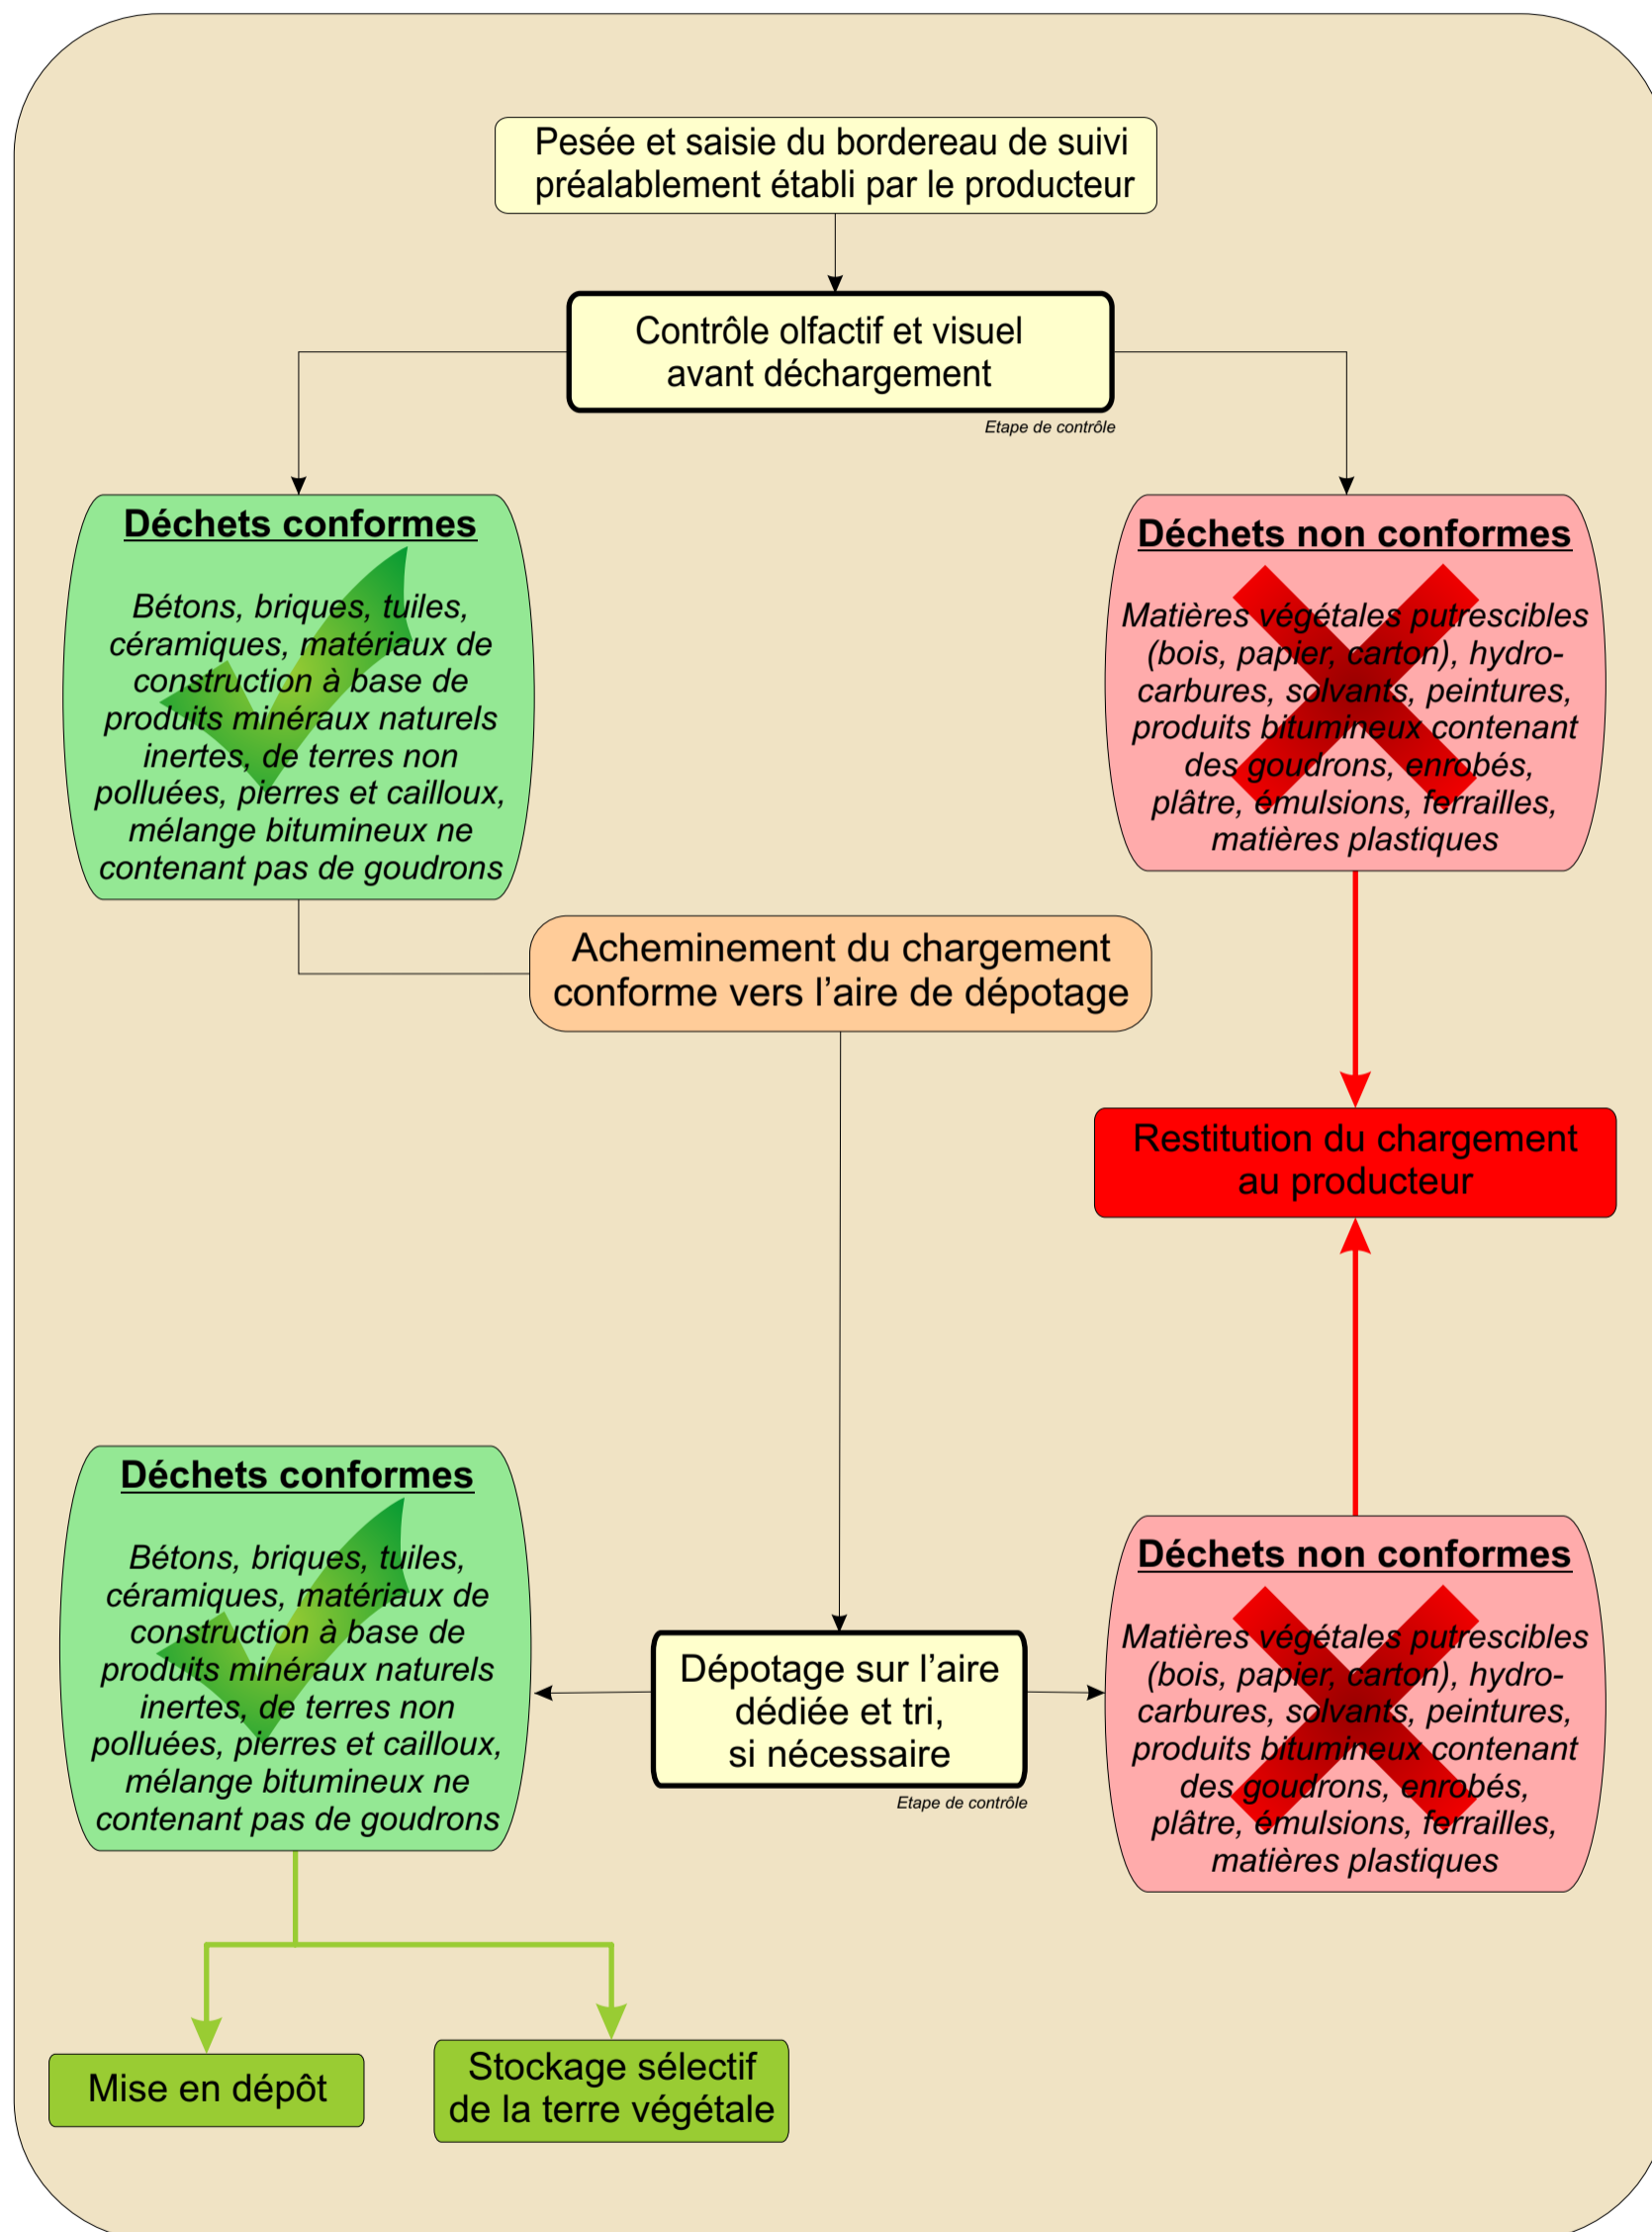 Pesée et saisie du bordereau de suivi
préalablement établi par le producteur
Contrôle olfactif et visuel
avant déchargement
Etape de contrôle
Déchets conformes
Bétons, briques, tuiles,
céramiques, matériaux de
construction à base de
produits minéraux naturels
inertes, de terres non
polluées, pierres et cailloux,
mélange bitumineux ne
contenant pas de goudrons
Déchets non conformes
Matières végétales putrescibles
(bois, papier, carton), hydro-
carbures, solvants, peintures,
produits bitumineux contenant
des goudrons, enrobés,
plâtre, émulsions, ferrailles,
matières plastiques
Acheminement du chargement
conforme vers l’aire de dépotage
Restitution du chargement
au producteur
Déchets conformes
Bétons, briques, tuiles,
céramiques, matériaux de
construction à base de
produits minéraux naturels
inertes, de terres non
polluées, pierres et cailloux,
mélange bitumineux ne
contenant pas de goudrons
Dépotage sur l’aire
dédiée et tri,
si nécessaire
Etape de contrôle
Déchets non conformes
Matières végétales putrescibles
(bois, papier, carton), hydro-
carbures, solvants, peintures,
produits bitumineux contenant
des goudrons, enrobés,
plâtre, émulsions, ferrailles,
matières plastiques
Mise en dépôt
Stockage sélectif
de la terre végétale